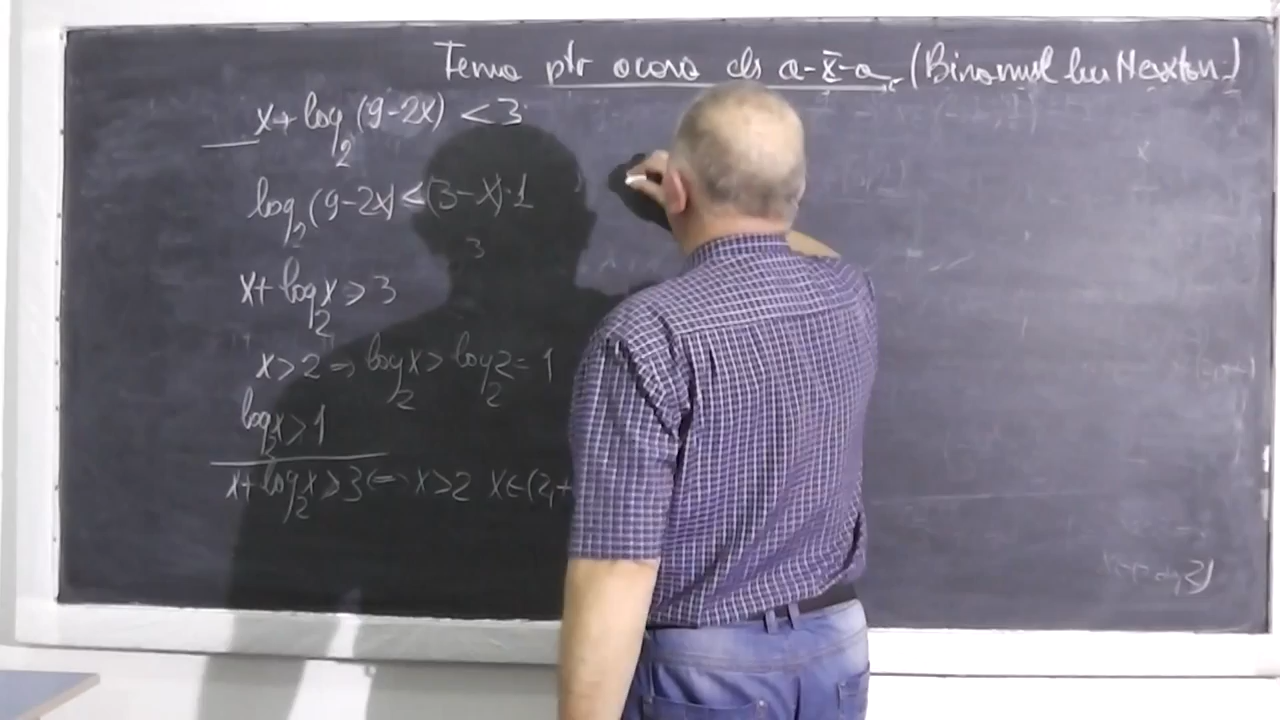 Tema ptr acasa cls a-X-a (Binomul lui Newton)
x+log₂(9-2x) <3
log₂(9-2x)<(3-x)·1
3
x+log₂x>3
x>2⇒log₂x>log₂2=1
log₂x>1
x+log₂x>3⇔x>2 x∈(2,+